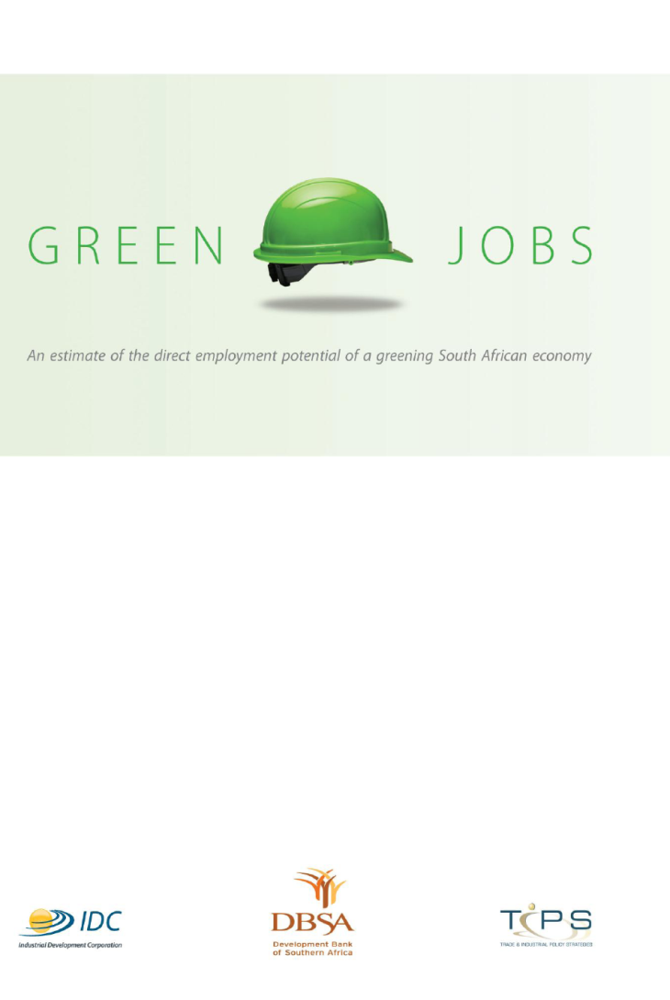 GREEN JOBS
An estimate of the direct employment potential of a greening South African economy
IDC
Industrial Development Corporation
DBSA
Development Bank
of Southern Africa
TIPS
TRADE & INDUSTRIAL POLICY STRATEGIES